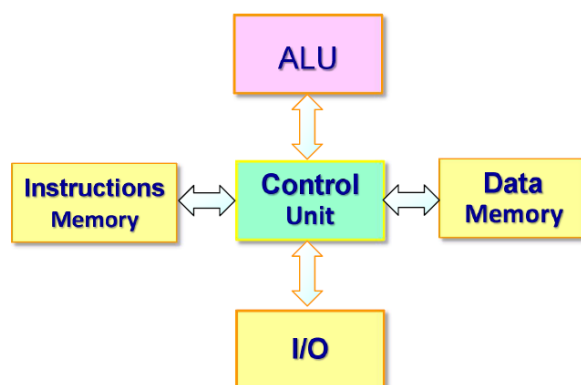 ALU
Instructions
Memory
Control
Unit
Data
Memory
I/O